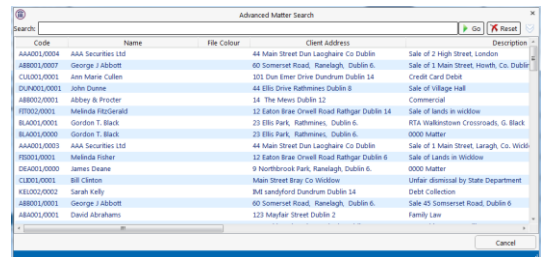 Advanced Matter Search
Search: Go Reset
Code Name File Colour Client Address Description
AAA001/0004 AAA Securities Ltd 44 Main Street Dun Laoghaire Co Dublin Sale of 2 High Street, London
ABB001/0007 George J Abbott 60 Somerset Road, Ranelagh, Dublin 6. Sale of 1 Main Street, Howth, Co. Dublin
CUL001/0001 Ann Marie Cullen 101 Dun Emer Drive Dundrum Dublin 14 Credit Card Debit
DUN001/0001 John Dunne 44 Ellis Drive Rathmines Dublin 8 Sale of Village Hall
ABB002/0001 Abbey & Procter 14 The Mews Dublin 12 Commercial
FIT002/0001 Melinda FitzGerald 12 Eaton Brae Orwell Road Rathgar Dublin 14 Sale of lands in wicklow
BLA001/0001 Gordon T. Black 23 Ellis Park, Rathmines, Dublin 6. RTA Walkinstown Crossroads, G. Black
BLA001/0000 Gordon T. Black 23 Ellis Park, Rathmines, Dublin 6. 0000 Matter
AAA001/0003 AAA Securities Ltd 44 Main Street Dun Laoghaire Co Dublin Sale of 1 Main Street, Laragh, Co. Wickl
FIS001/0001 Melinda Fisher 12 Eaton Brae Orwell Road Rathgar Dublin 6 Sale of Lands in Wicklow
DEA001/0000 James Deane 9 Northbrook Park, Ranelagh, Dublin. 0000 Matter
CLI001/0001 Bill Clinton Main Street Bray Co Wicklow Unfair dismissal by State Department
KEL002/0002 Sarah Kelly IMI sandyford Dundrum Dublin 14 Debt Collection
ABB001/0001 George J Abbott 60 Somerset Road, Ranelagh, Dublin 6. Sale 45 Somserset Road, Dublin 6
ABA001/0001 David Abrahams 123 Mayfair Street Dublin 2 Family Law
Cancel